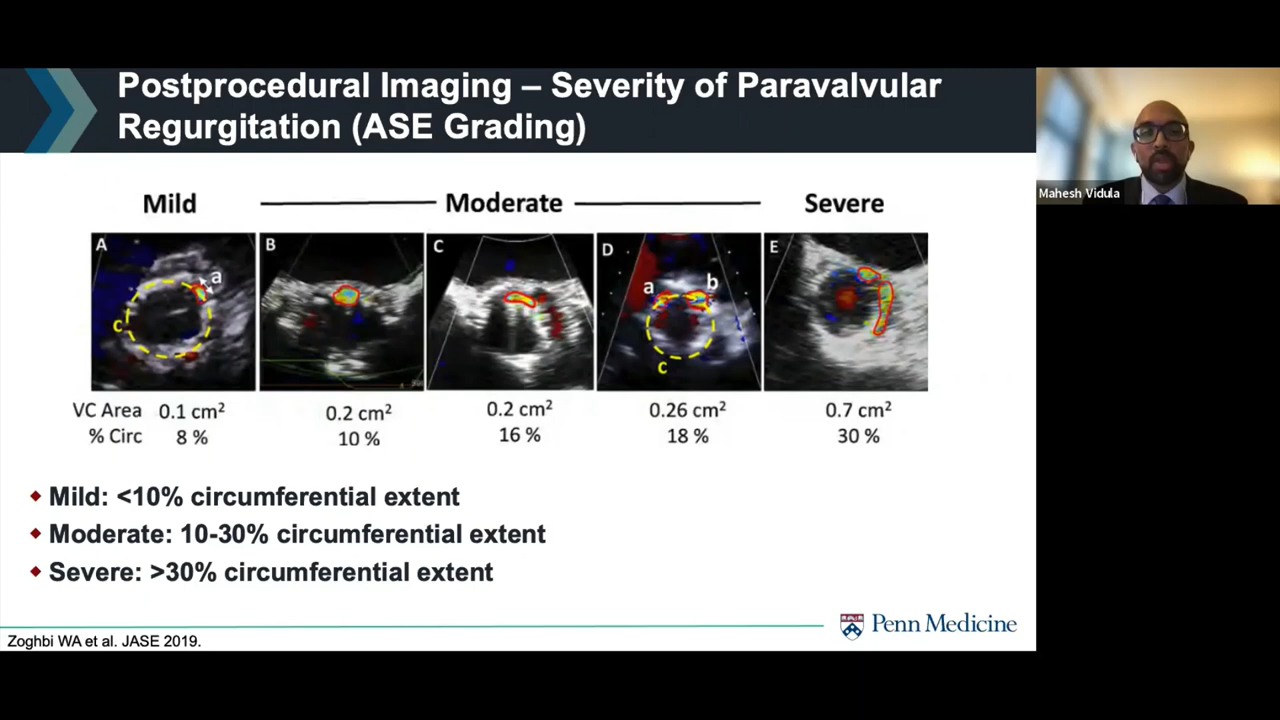 Postprocedural Imaging – Severity of Paravalvular
Regurgitation (ASE Grading)
Mahesh Vidula
Mild
Moderate
Severe
A
a
c
B
C
D
a
b
c
E
VC Area 0.1 cm² 0.2 cm² 0.2 cm² 0.26 cm² 0.7 cm²
% Circ 8 % 10 % 16 % 18 % 30 %
Mild: <10% circumferential extent
Moderate: 10-30% circumferential extent
Severe: >30% circumferential extent
Penn Medicine
Zoghbi WA et al. JASE 2019.